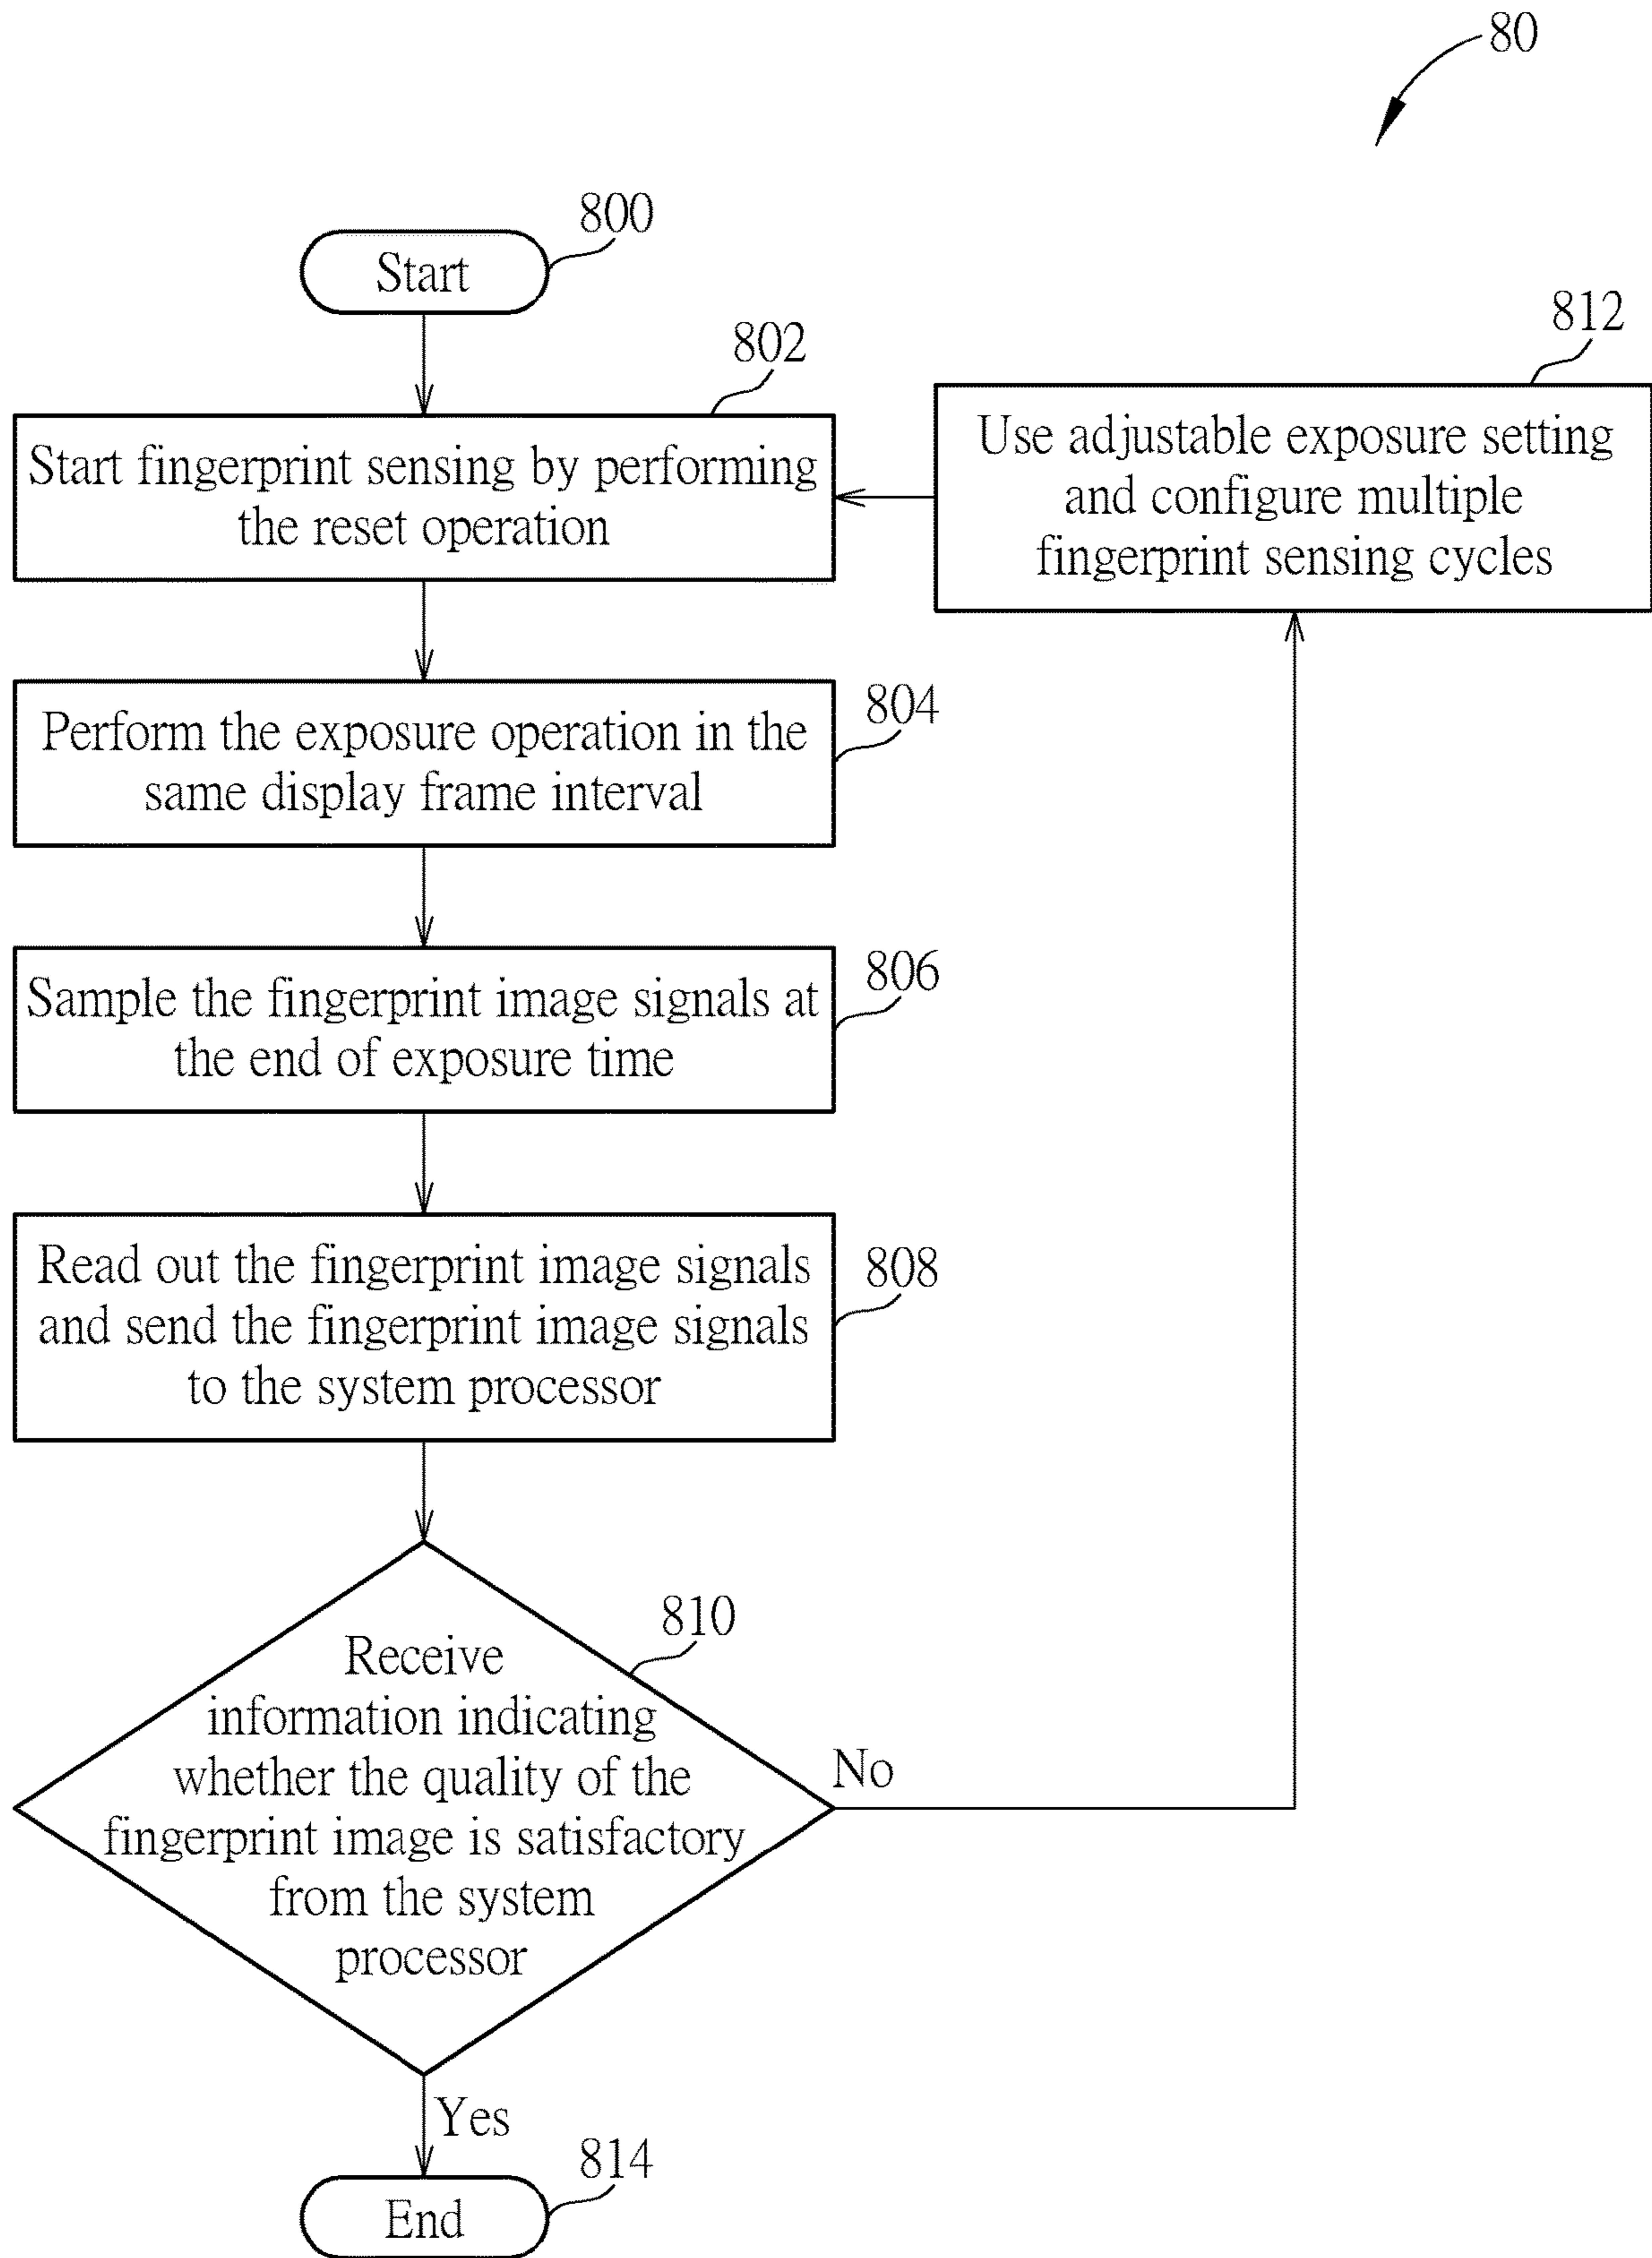 80
800
Start
802
Start fingerprint sensing by performing
the reset operation
812
Use adjustable exposure setting
and configure multiple
fingerprint sensing cycles
804
Perform the exposure operation in the
same display frame interval
806
Sample the fingerprint image signals at
the end of exposure time
808
Read out the fingerprint image signals
and send the fingerprint image signals
to the system processor
810
Receive
information indicating
whether the quality of the
fingerprint image is satisfactory
from the system
processor
No
Yes
814
End